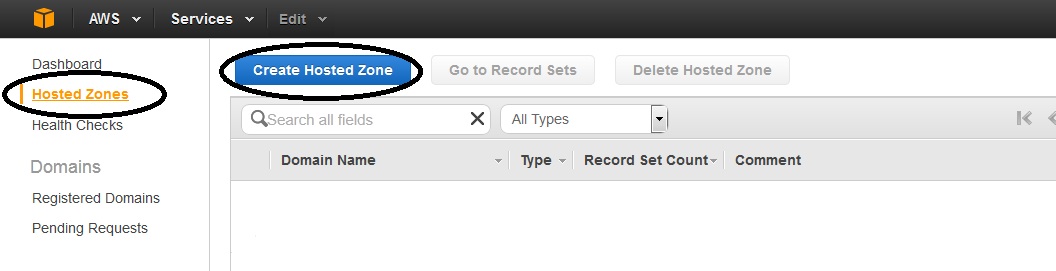 AWS Services Edit
Dashboard
Hosted Zones
Health Checks
Domains
Registered Domains
Pending Requests
Create Hosted Zone Go to Record Sets Delete Hosted Zone
Search all fields All Types
Domain Name Type Record Set Count Comment